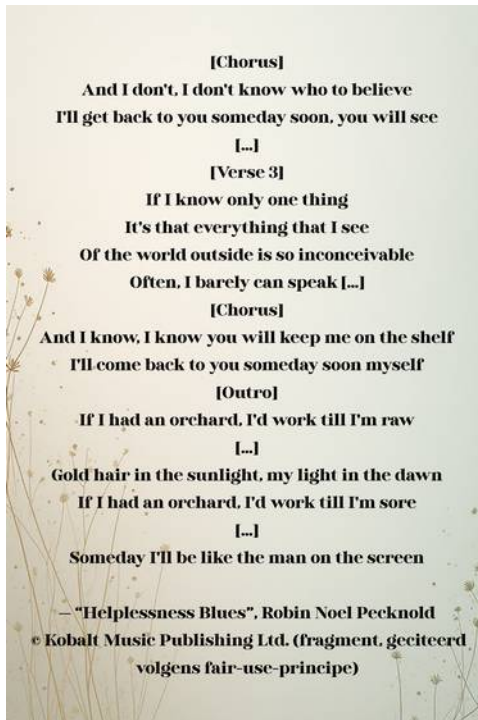 [Chorus]
And I don't, I don't know who to believe
I'll get back to you someday soon, you will see
[...]
[Verse 3]
If I know only one thing
It's that everything that I see
Of the world outside is so inconceivable
Often, I barely can speak [...]
[Chorus]
And I know, I know you will keep me on the shelf
I'll come back to you someday soon myself
[Outro]
If I had an orchard, I'd work till I'm raw
[...]
Gold hair in the sunlight, my light in the dawn
If I had an orchard, I'd work till I'm sore
[...]
Someday I'll be like the man on the screen
— “Helplessness Blues”, Robin Noel Pecknold
© Kobalt Music Publishing Ltd. (fragment, geciteerd
volgens fair-use-principe)